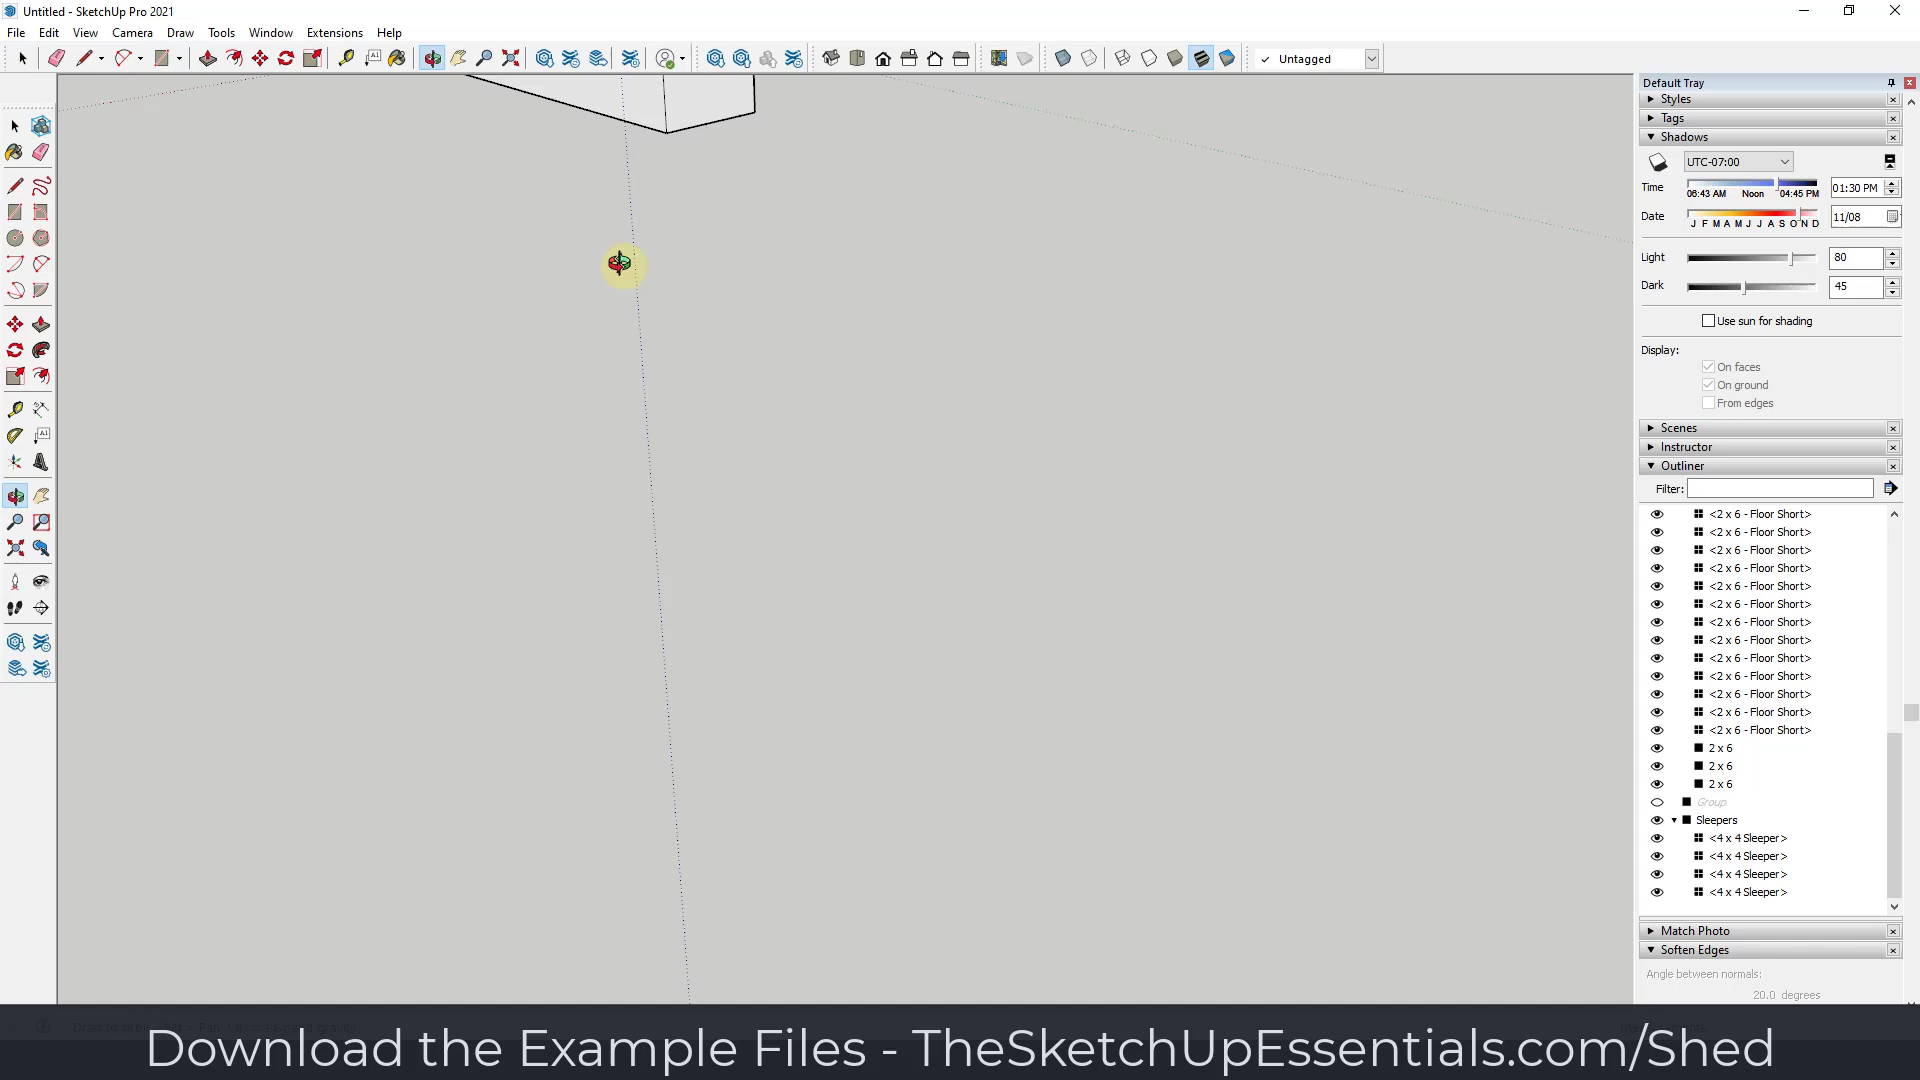 Untitled - SketchUp Pro 2021
File Edit View Camera Draw Tools Window Extensions Help
Untagged
Default Tray
Styles
Tags
Shadows
UTC-07:00
Time
06:43 AM Noon 04:45 PM
01:30 PM
Date
J F M A M J J A S O N D
11/08
Light
80
Dark
45
Use sun for shading
Display:
On faces
On ground
From edges
Scenes
Instructor
Outliner
Filter:
<2 x 6 - Floor Short>
<2 x 6 - Floor Short>
<2 x 6 - Floor Short>
<2 x 6 - Floor Short>
<2 x 6 - Floor Short>
<2 x 6 - Floor Short>
<2 x 6 - Floor Short>
<2 x 6 - Floor Short>
<2 x 6 - Floor Short>
<2 x 6 - Floor Short>
<2 x 6 - Floor Short>
<2 x 6 - Floor Short>
<2 x 6 - Floor Short>
2 x 6
2 x 6
2 x 6
Group
Sleepers
<4 x 4 Sleeper>
<4 x 4 Sleeper>
<4 x 4 Sleeper>
<4 x 4 Sleeper>
Match Photo
Soften Edges
Angle between normals:
20.0 degrees
Download the Example Files - TheSketchUpEssentials.com/Shed